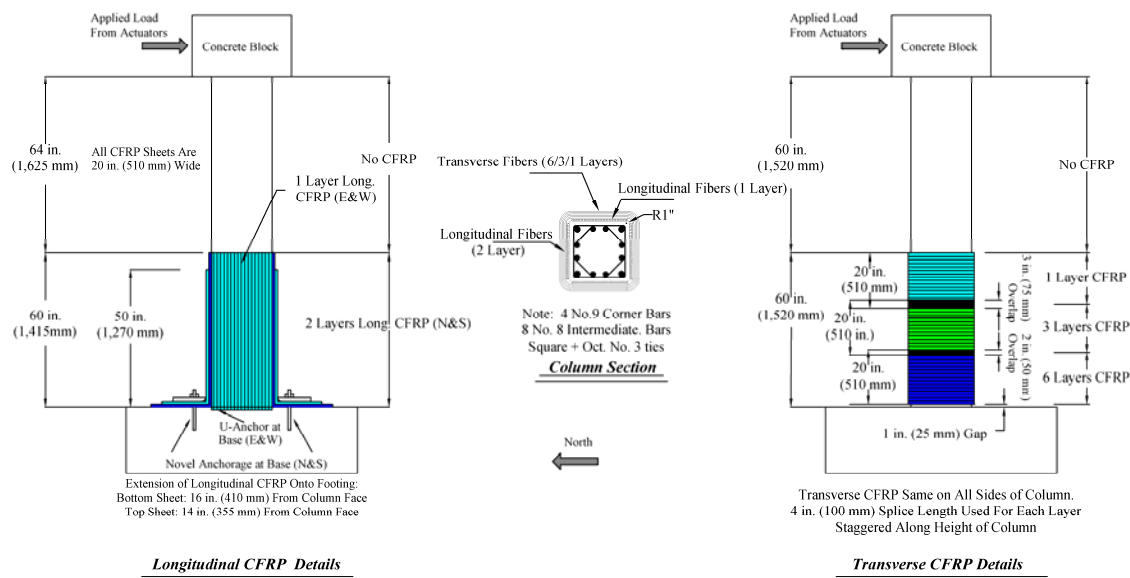 Applied Load
From Actuators
Concrete Block
64 in.
(1,625 mm)
All CFRP Sheets Are
20 in. (510 mm) Wide
No CFRP
1 Layer Long.
CFRP (E&W)
60 in.
(1,415mm)
50 in.
(1,270 mm)
2 Layers Long. CFRP (N&S)
U-Anchor at
Base (E&W)
Novel Anchorage at Base (N&S)
Extension of Longitudinal CFRP Onto Footing:
Bottom Sheet: 16 in. (410 mm) From Column Face
Top Sheet: 14 in. (355 mm) From Column Face
Longitudinal CFRP Details
Transverse Fibers (6/3/1 Layers)
Longitudinal Fibers (1 Layer)
R1"
Longitudinal Fibers
(2 Layer)
Note: 4 No.9 Corner Bars
8 No. 8 Intermediate. Bars
Square + Oct. No. 3 ties
Column Section
North
Applied Load
From Actuators
Concrete Block
60 in.
(1,520 mm)
No CFRP
60 in.
(1,520 mm)
20 in.
(510 mm)
20 in.
(510 in.)
20 in.
(510 mm)
3 in. (75 mm)
Overlap
2 in. (50 mm)
Overlap
1 Layer CFRP
3 Layers CFRP
6 Layers CFRP
1 in. (25 mm) Gap
Transverse CFRP Same on All Sides of Column.
4 in. (100 mm) Splice Length Used For Each Layer
Staggered Along Height of Column
Transverse CFRP Details